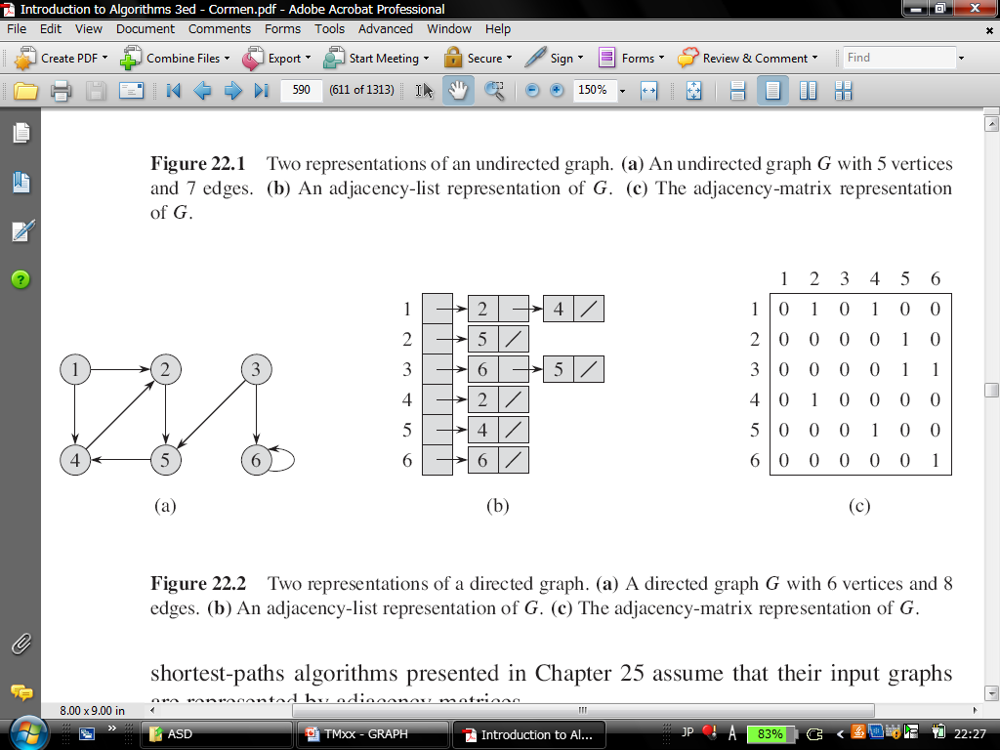 Introduction to Algorithms 3ed - Cormen.pdf - Adobe Acrobat Professional
File Edit View Document Comments Forms Tools Advanced Window Help
Create PDF Combine Files Export Start Meeting Secure Sign Forms Review & Comment Find
590 (611 of 1313) 150%
Figure 22.1 Two representations of an undirected graph. (a) An undirected graph G with 5 vertices
and 7 edges. (b) An adjacency-list representation of G. (c) The adjacency-matrix representation
of G.
1 2 3
4 5 6
(a)
1 2 4
2 5
3 6 5
4 2
5 4
6 6
(b)
1 2 3 4 5 6
1 0 1 0 1 0 0
2 0 0 0 0 1 0
3 0 0 0 0 1 1
4 0 1 0 0 0 0
5 0 0 0 1 0 0
6 0 0 0 0 0 1
(c)
Figure 22.2 Two representations of a directed graph. (a) A directed graph G with 6 vertices and 8
edges. (b) An adjacency-list representation of G. (c) The adjacency-matrix representation of G.
shortest-paths algorithms presented in Chapter 25 assume that their input graphs
are represented by adjacency matrices
8.00 x 9.00 in
ASD TMxx - GRAPH Introduction to Al... JP 83% 22:27